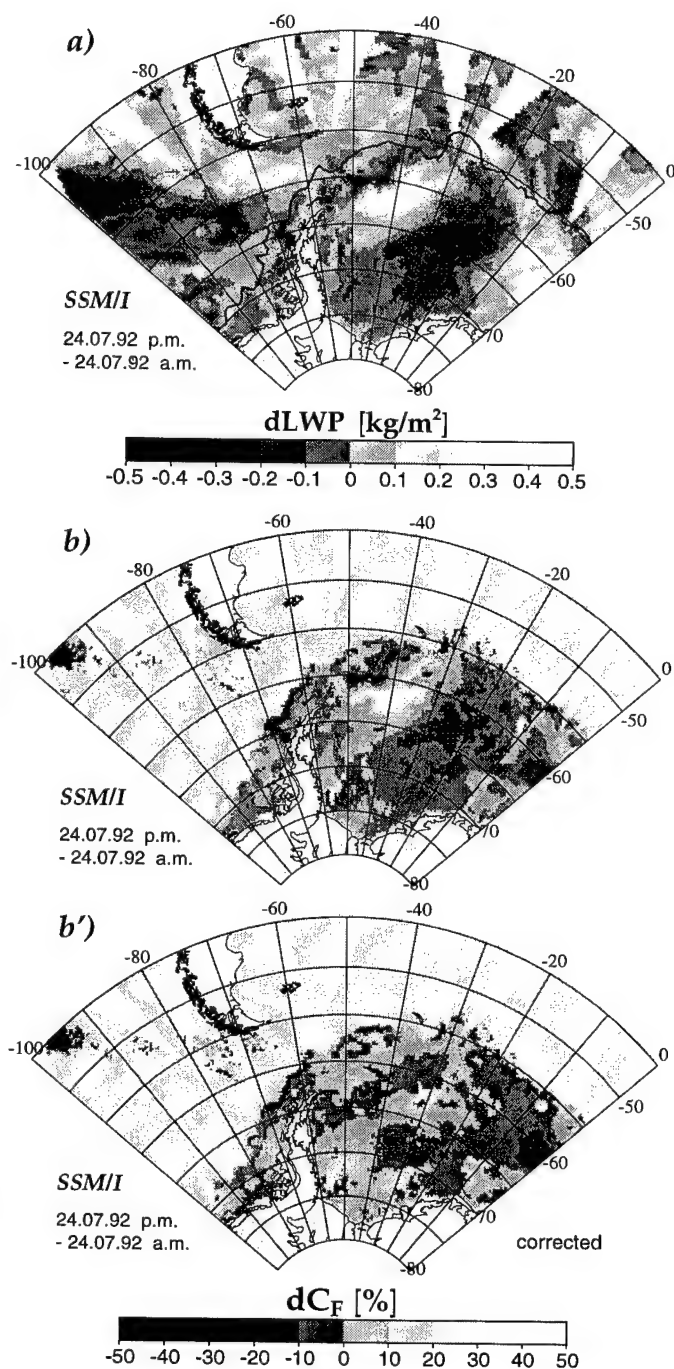 a)
-60
-40
-80
-20
-100
0
-50
-60
-70
-80
SSM/I
24.07.92 p.m.
- 24.07.92 a.m.
dLWP [kg/m²]
-0.5 -0.4 -0.3 -0.2 -0.1 0 0.1 0.2 0.3 0.4 0.5
b)
-60
-40
-80
-20
-100
0
-50
-60
-70
-80
SSM/I
24.07.92 p.m.
- 24.07.92 a.m.
b')
-60
-40
-80
-20
-100
0
-50
-60
-70
-80
SSM/I
24.07.92 p.m.
- 24.07.92 a.m.
corrected
dC_F [%]
-50 -40 -30 -20 -10 0 10 20 30 40 50